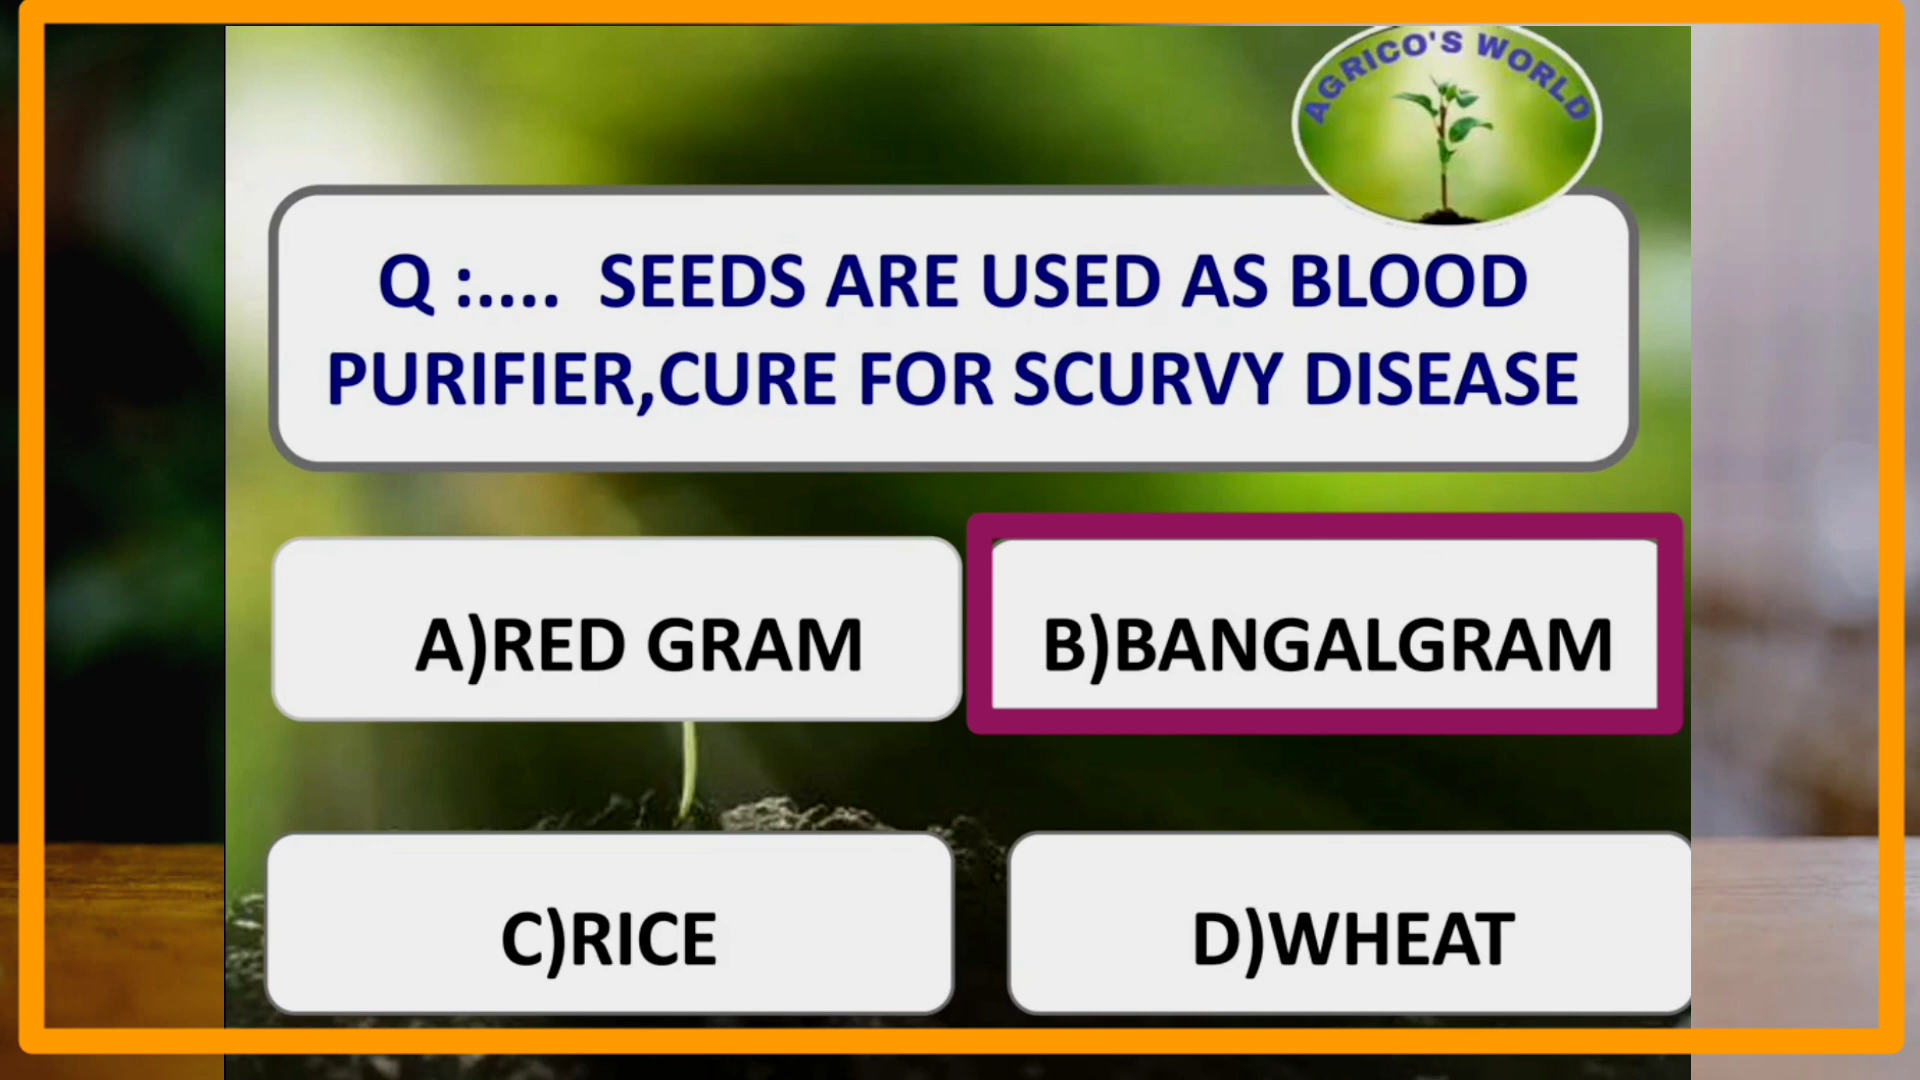 AGRICO'S WORLD
Q :.... SEEDS ARE USED AS BLOOD
PURIFIER,CURE FOR SCURVY DISEASE
A)RED GRAM
B)BANGALGRAM
C)RICE
D)WHEAT